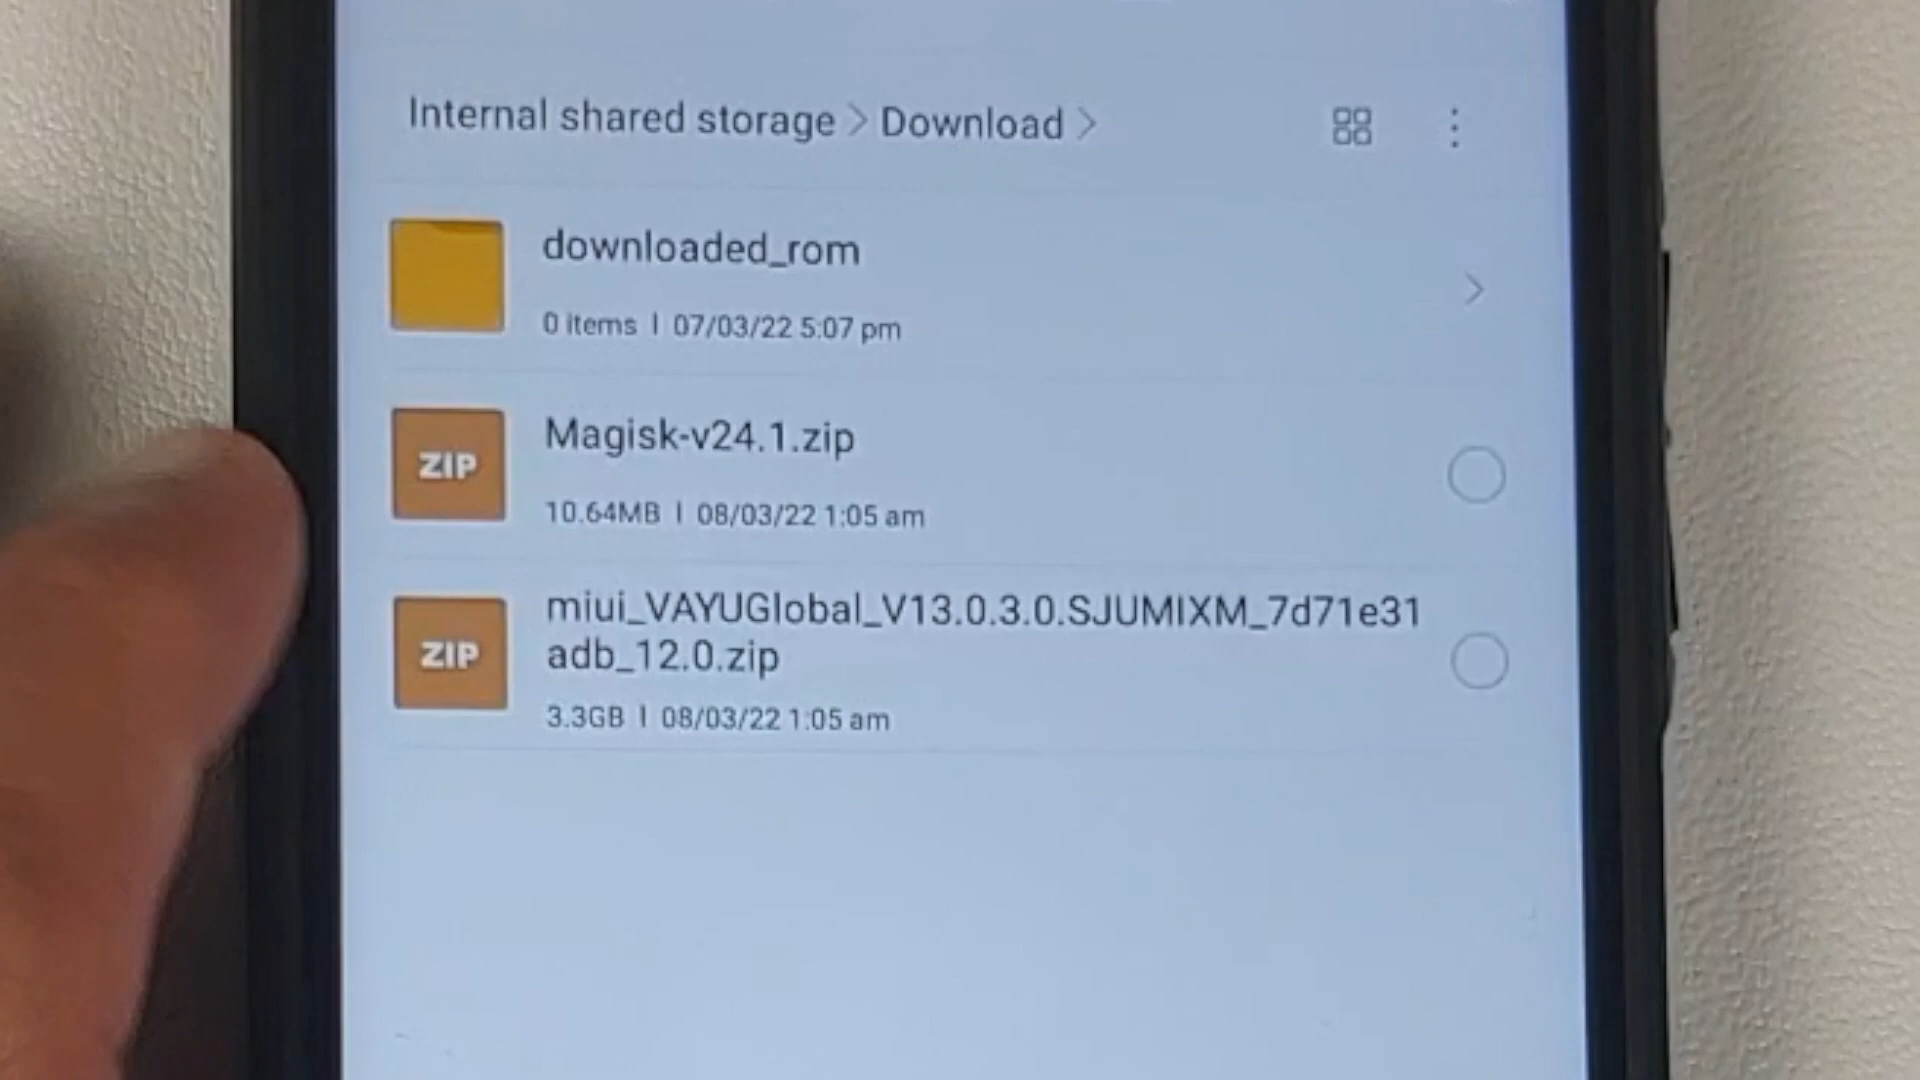 Internal shared storage > Download >
downloaded_rom
0 items | 07/03/22 5:07 pm
ZIP
Magisk-v24.1.zip
10.64MB | 08/03/22 1:05 am
ZIP
miui_VAYUGlobal_V13.0.3.0.SJUMIXM_7d71e31
adb_12.0.zip
3.3GB | 08/03/22 1:05 am